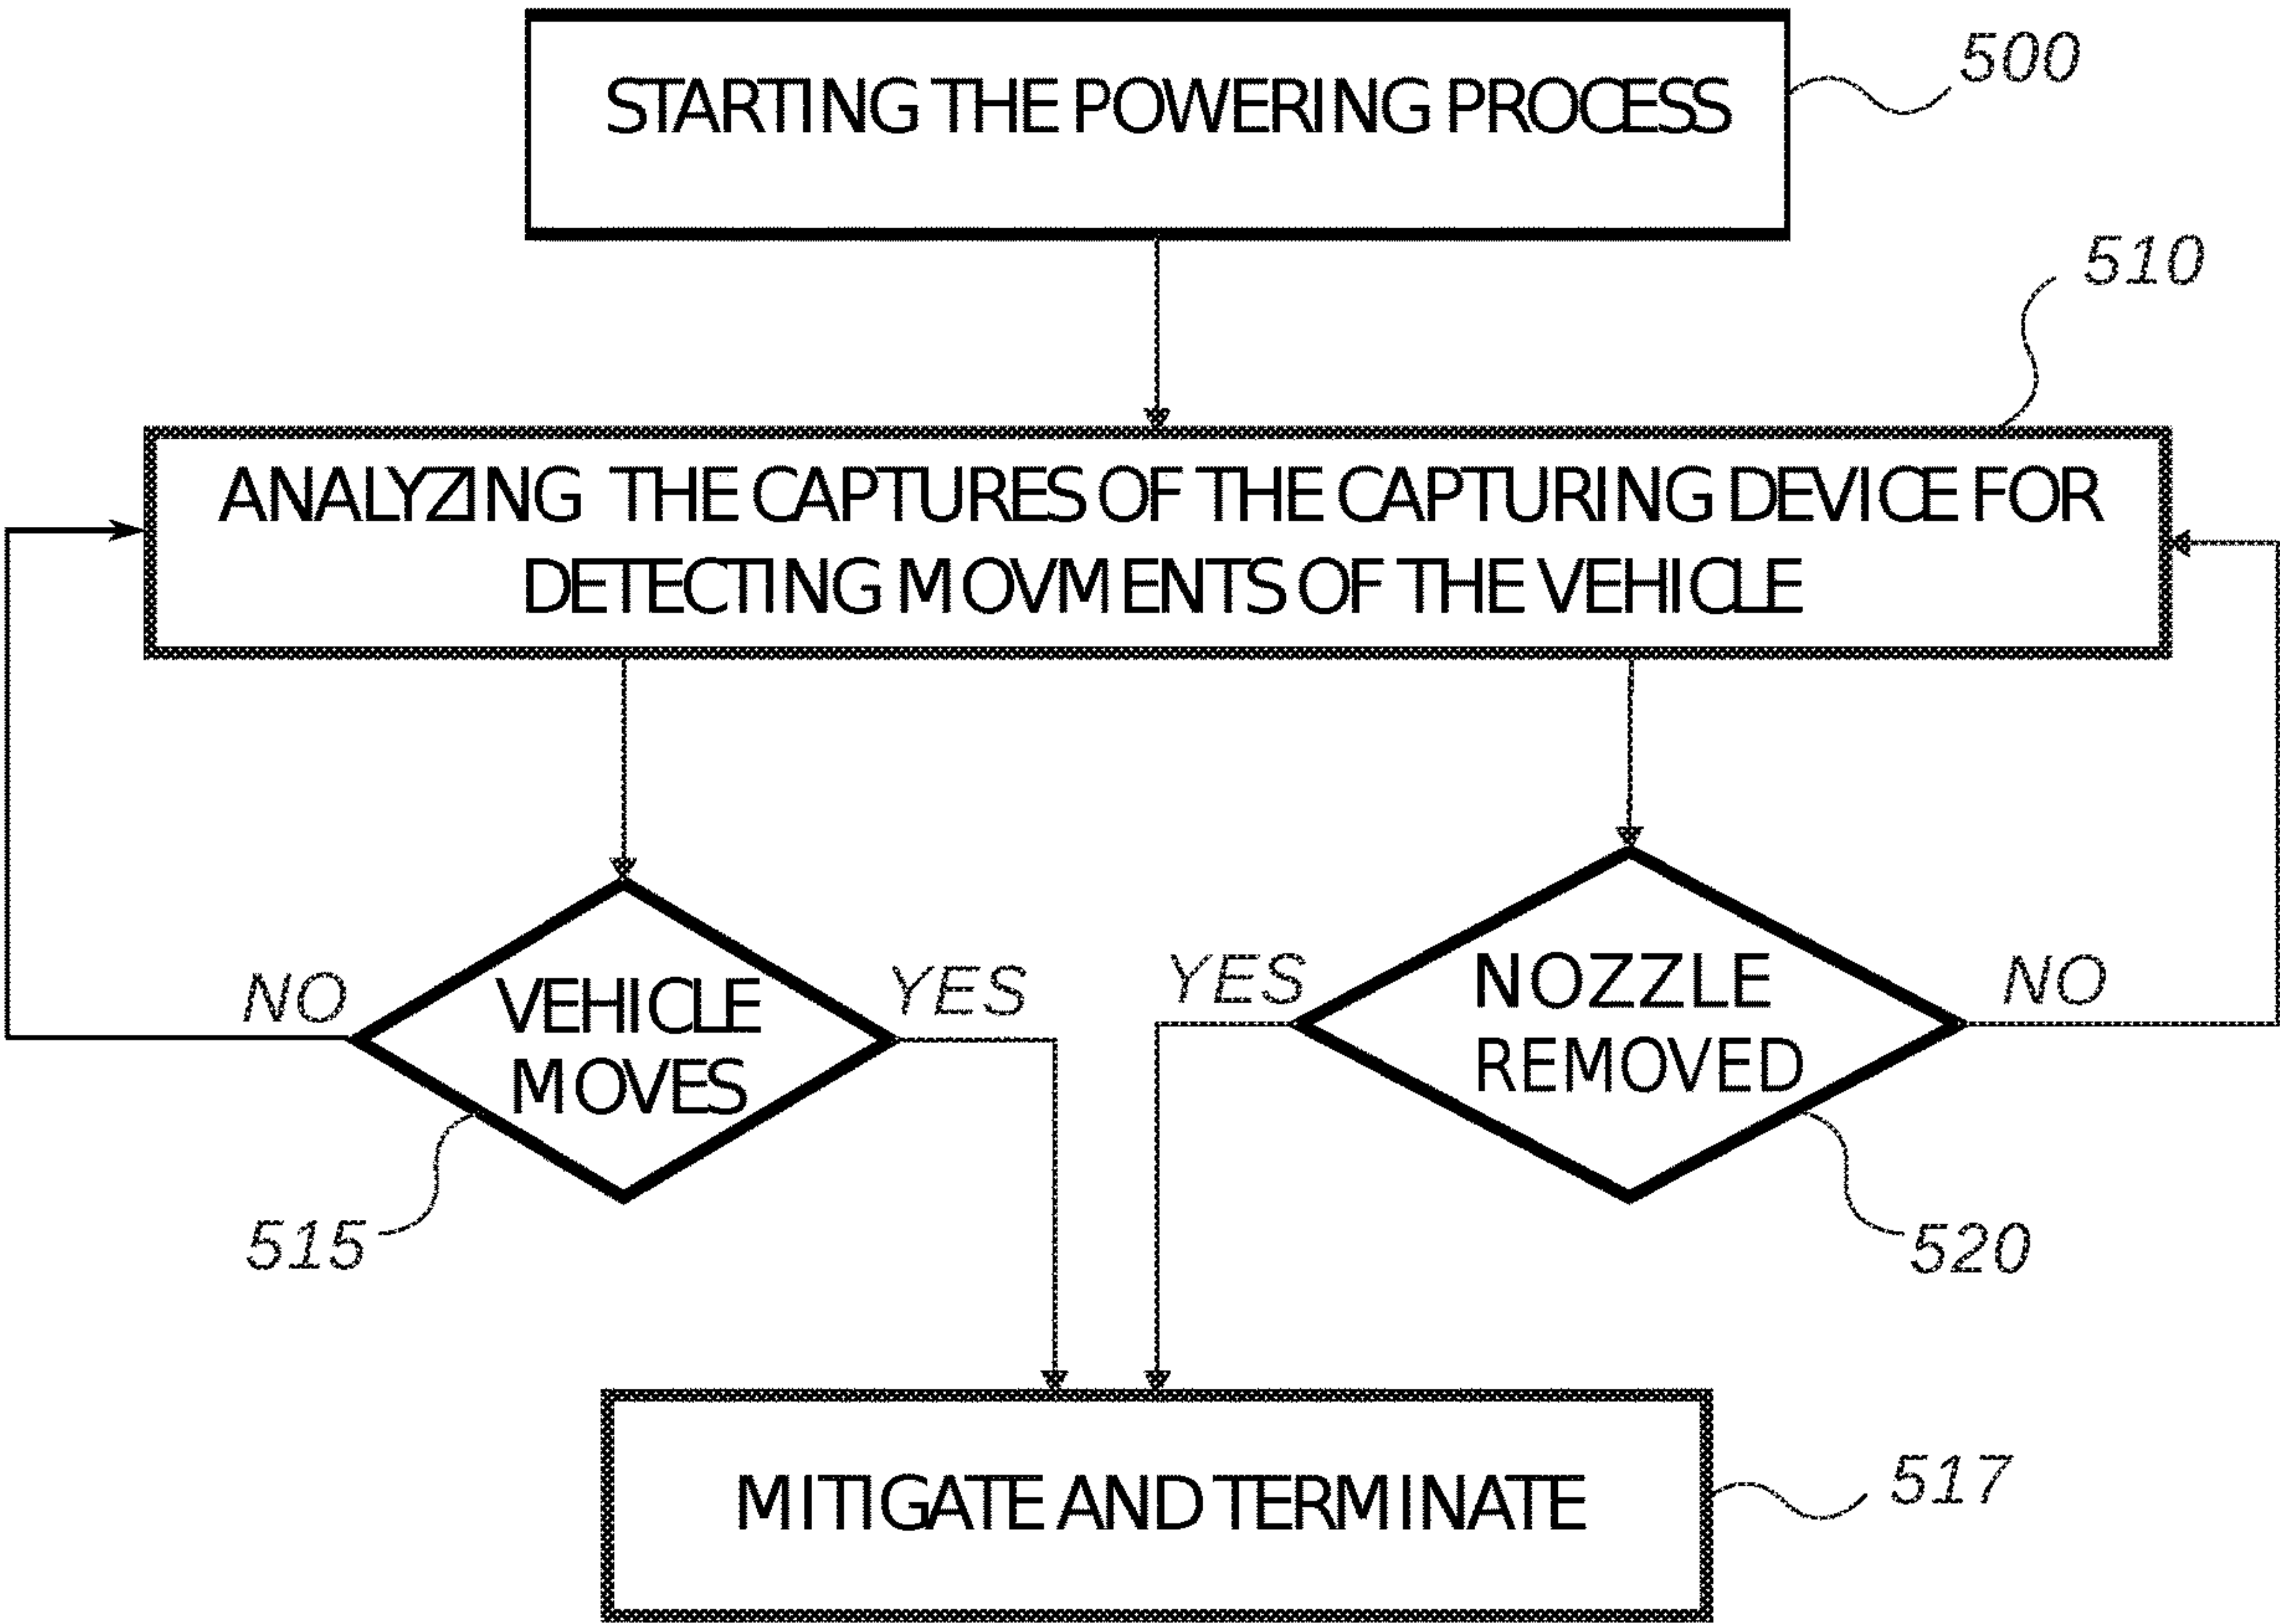 STARTING THE POWERING PROCESS
500
510
ANALYZING THE CAPTURES OF THE CAPTURING DEVICE FOR
DETECTING MOVMENTS OF THE VEHICLE
NO
VEHICLE
MOVES
YES
515
YES
NOZZLE
REMOVED
NO
520
MITIGATE AND TERMINATE
517